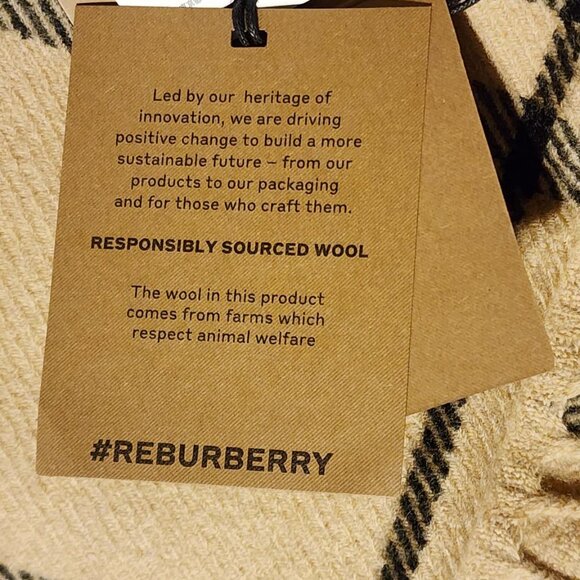 Led by our heritage of
innovation, we are driving
positive change to build a more
sustainable future – from our
products to our packaging
and for those who craft them.
RESPONSIBLY SOURCED WOOL
The wool in this product
comes from farms which
respect animal welfare
#REBURBERRY